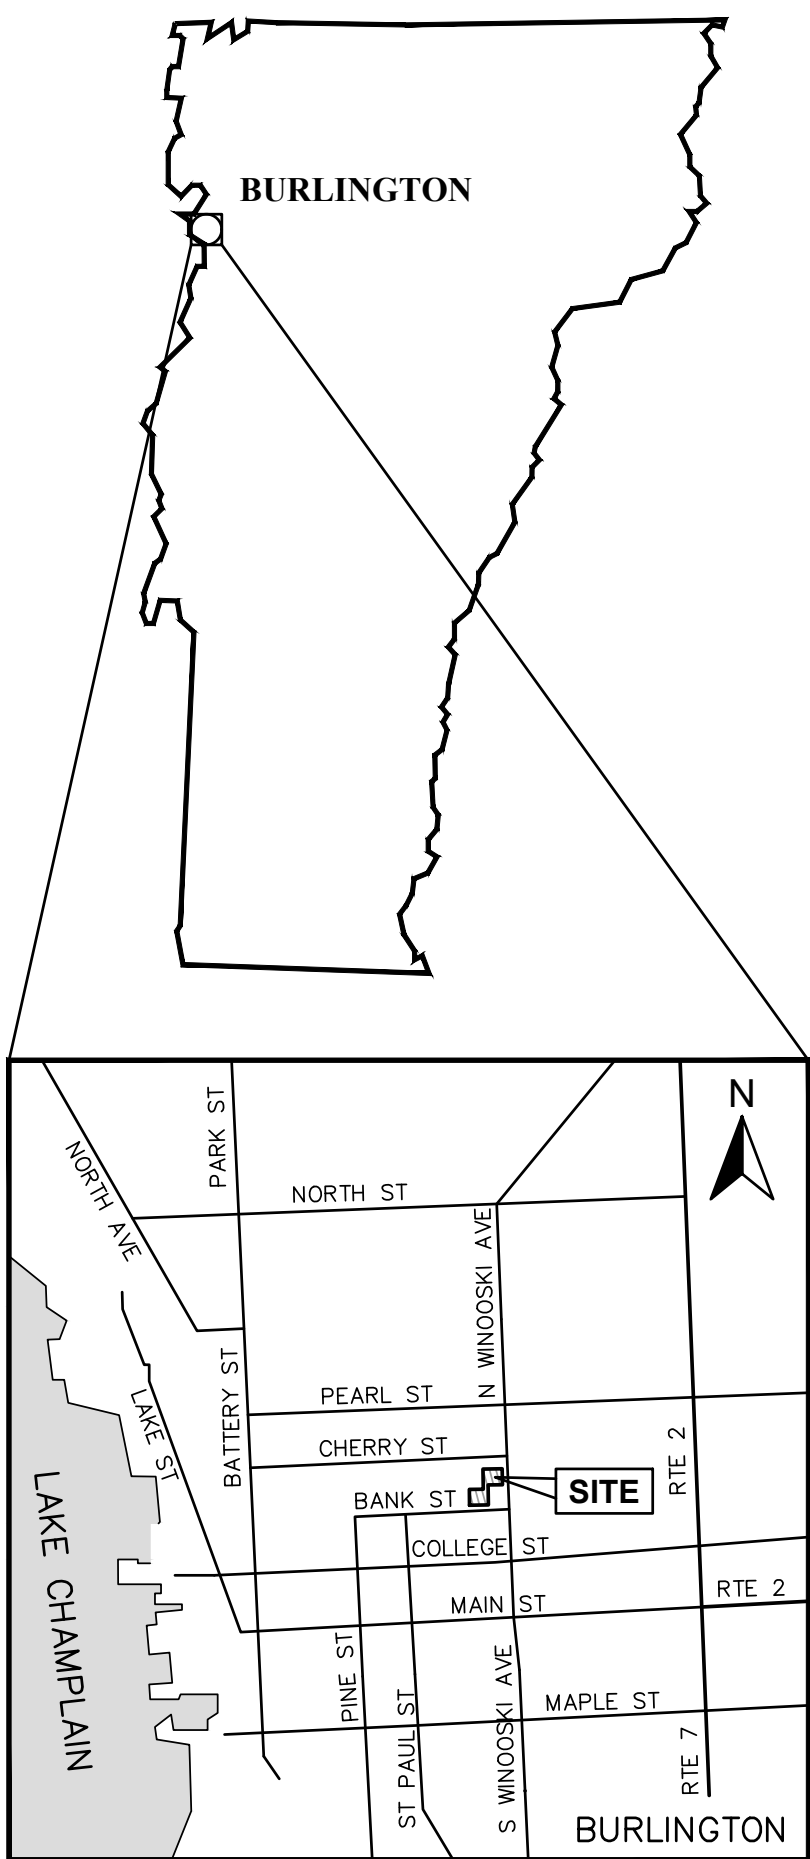 BURLINGTON
N
PARK ST
NORTH AVE
NORTH ST
N WINOOSKI AVE
BATTERY ST
PEARL ST
LAKE ST
CHERRY ST
RTE 2
LAKE CHAMPLAIN
SITE
BANK ST
COLLEGE ST
RTE 2
MAIN ST
PINE ST
ST PAUL ST
S WINOOSKI AVE
MAPLE ST
RTE 7
BURLINGTON